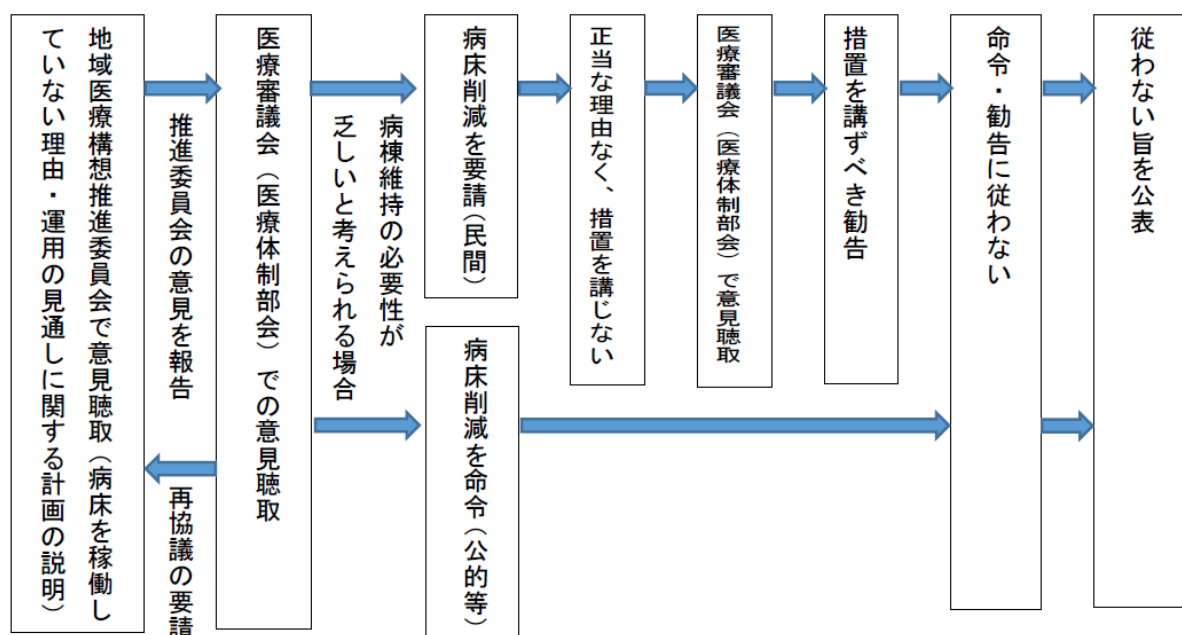 地域医療構想推進委員会で意見聴取（病床を稼働し
ていない理由・運用の見通しに関する計画の説明）
推進委員会の意見を報告
再協議の要請
医療審議会（医療体制部会）での意見聴取
病棟維持の必要性が
乏しいと考えられる場合
病床削減を要請（民間）
病床削減を命令（公的等）
正当な理由なく、措置を講じない
医療審議会（医療体制部会）で意見聴取
措置を講ずべき勧告
命令・勧告に従わない
従わない旨を公表